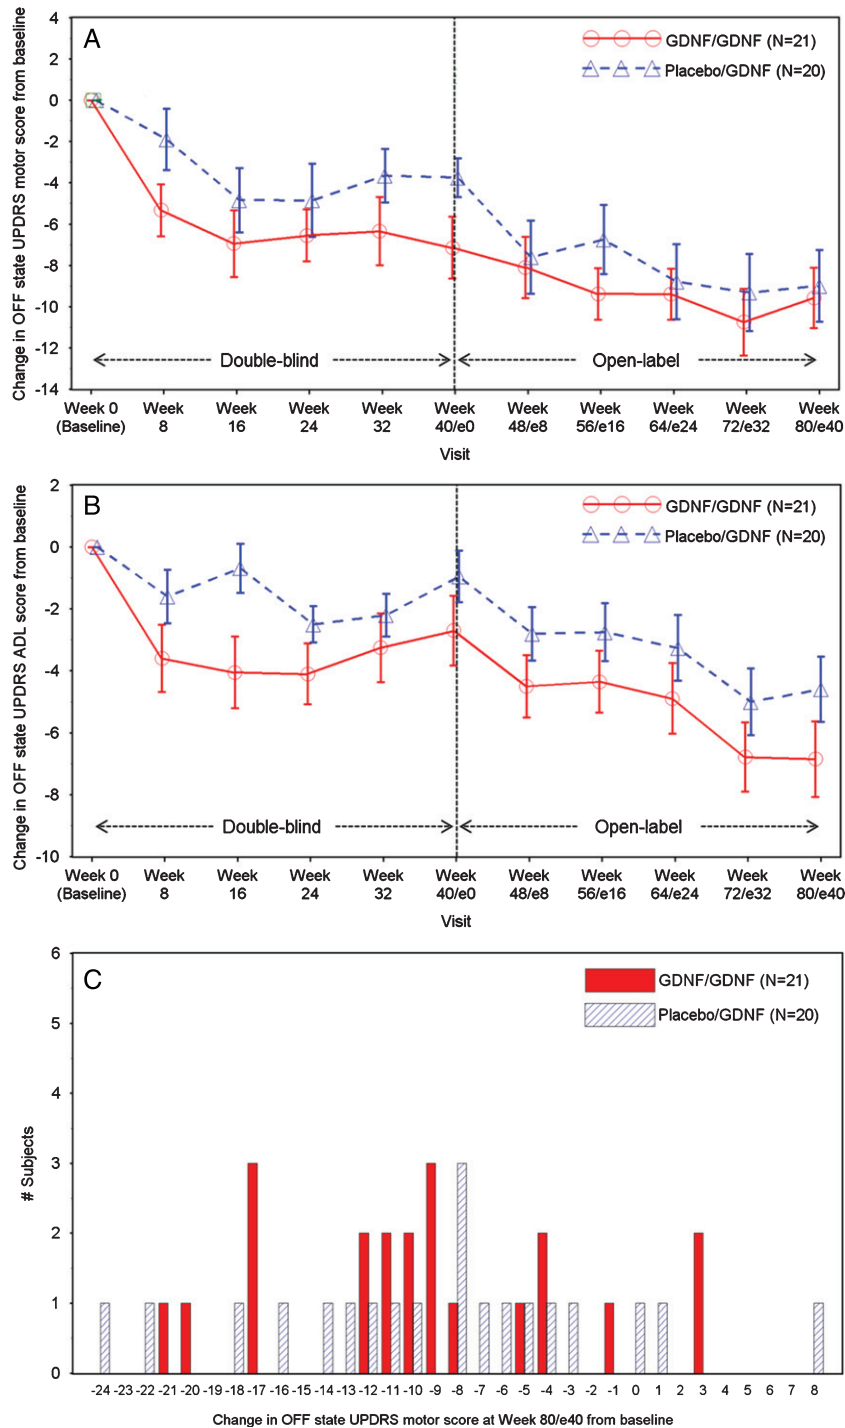 A
GDNF/GDNF (N=21)
Placebo/GDNF (N=20)
Change in OFF state UPDRS motor score from baseline
4
2
0
-2
-4
-6
-8
-10
-12
-14
Double-blind
Open-label
Week 0 Week Week Week Week Week Week Week Week Week Week
(Baseline) 8 16 24 32 40/e0 48/e8 56/e16 64/e24 72/e32 80/e40
Visit
B
GDNF/GDNF (N=21)
Placebo/GDNF (N=20)
Change in OFF state UPDRS ADL score from baseline
2
0
-2
-4
-6
-8
-10
Double-blind
Open-label
Week 0 Week Week Week Week Week Week Week Week Week Week
(Baseline) 8 16 24 32 40/e0 48/e8 56/e16 64/e24 72/e32 80/e40
Visit
C
GDNF/GDNF (N=21)
Placebo/GDNF (N=20)
# Subjects
6
5
4
3
2
1
0
-24 -23 -22 -21 -20 -19 -18 -17 -16 -15 -14 -13 -12 -11 -10 -9 -8 -7 -6 -5 -4 -3 -2 -1 0 1 2 3 4 5 6 7 8
Change in OFF state UPDRS motor score at Week 80/e40 from baseline